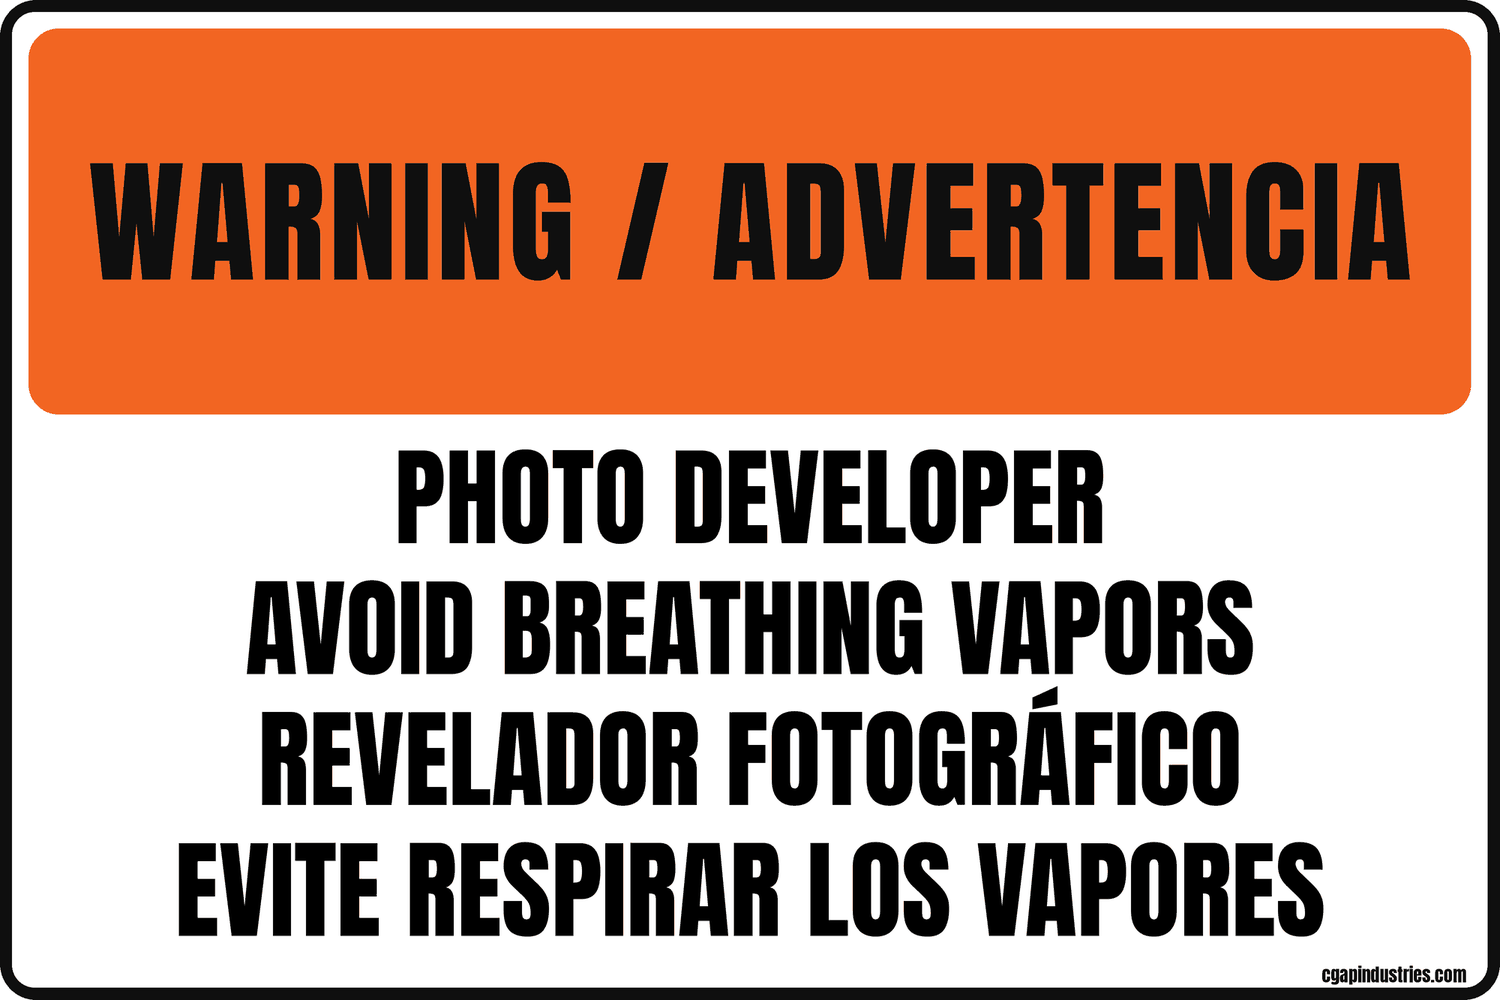 WARNING / ADVERTENCIA
PHOTO DEVELOPER
AVOID BREATHING VAPORS
REVELADOR FOTOGRÁFICO
EVITE RESPIRAR LOS VAPORES
cgapindustries.com